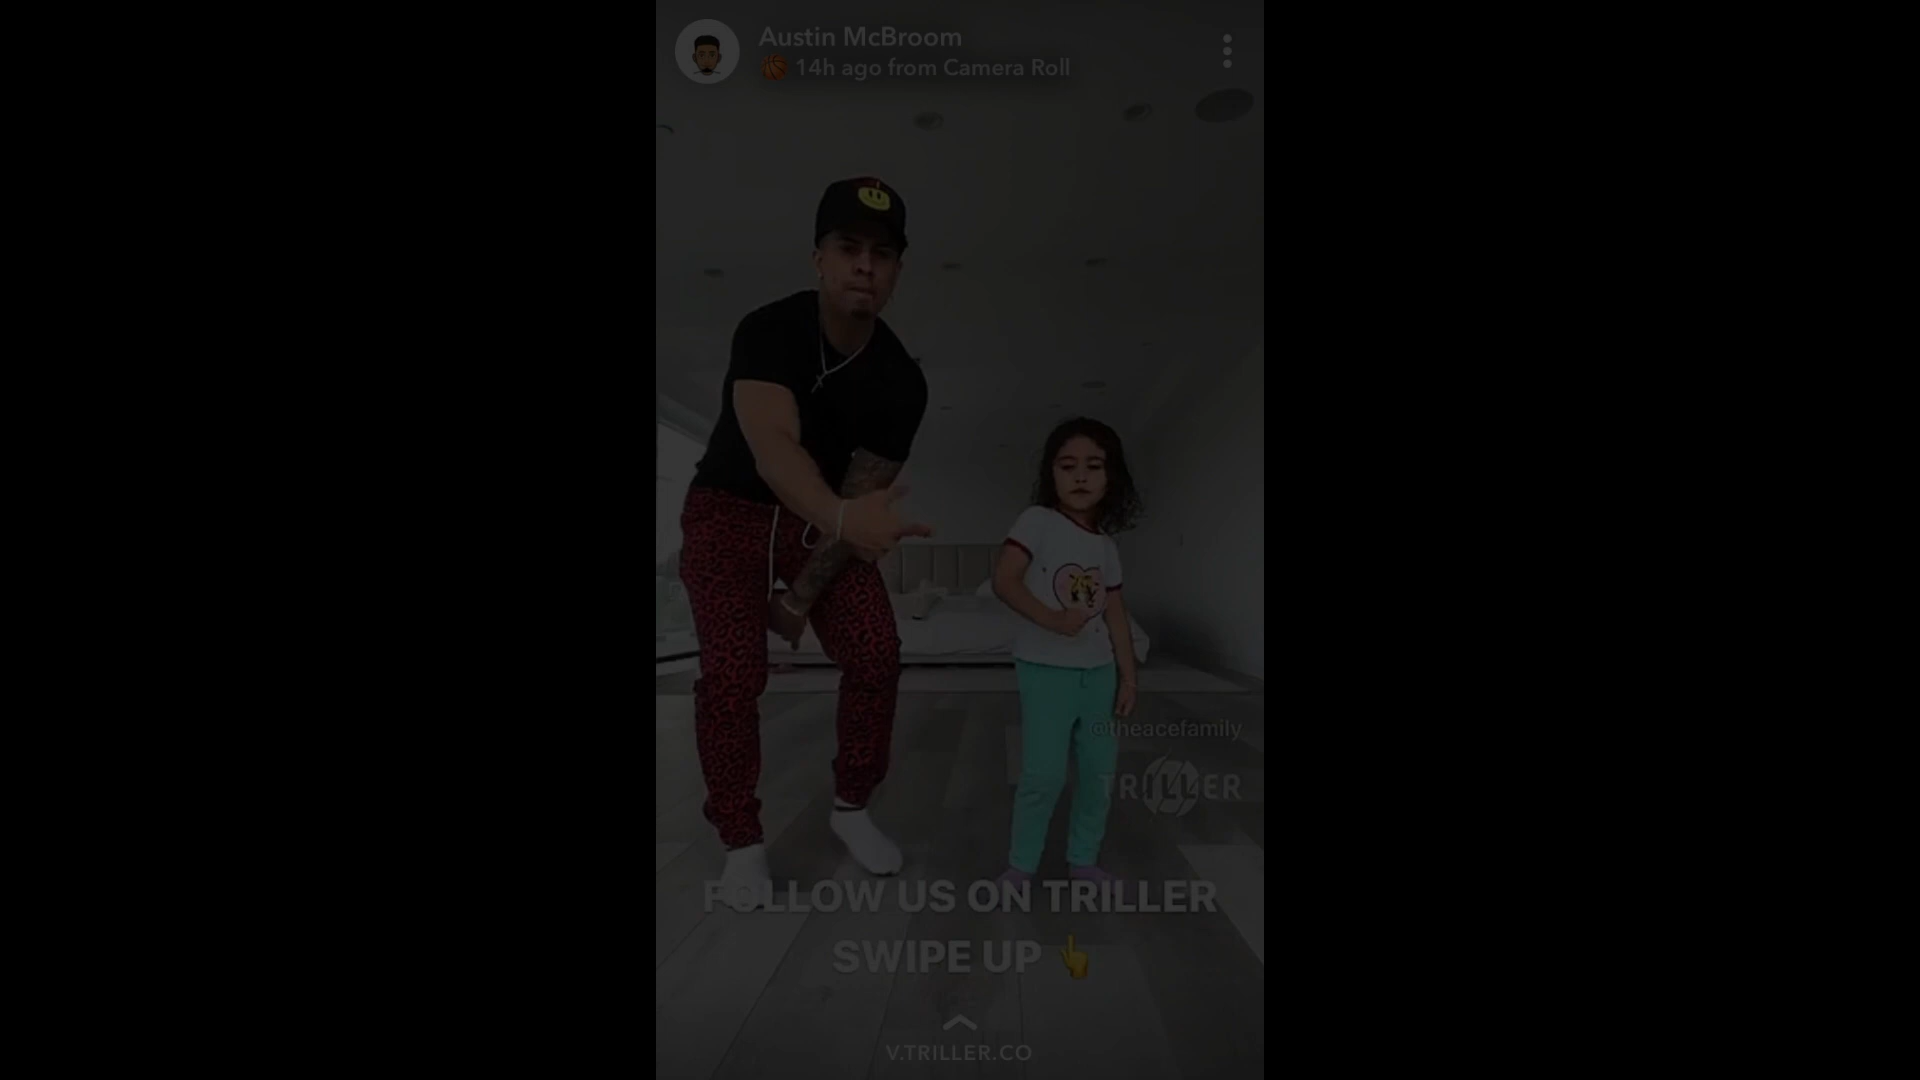 Austin McBroom
🏀 14h ago from Camera Roll
@theacefamily
TRILLER
FOLLOW US ON TRILLER
SWIPE UP 👆
V.TRILLER.CO